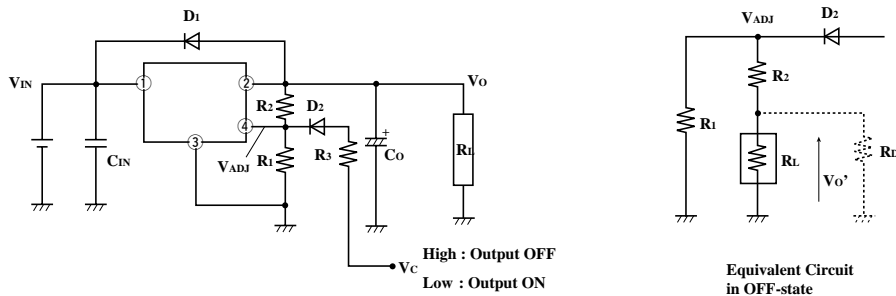 D1
VIN
1
2
VO
R2
D2
4
3
VADJ
R1
R3
CIN
+
CO
RL
VC
High : Output OFF
Low : Output ON
VADJ
D2
R2
R1
RL
VO'
Equivalent Circuit
in OFF-state